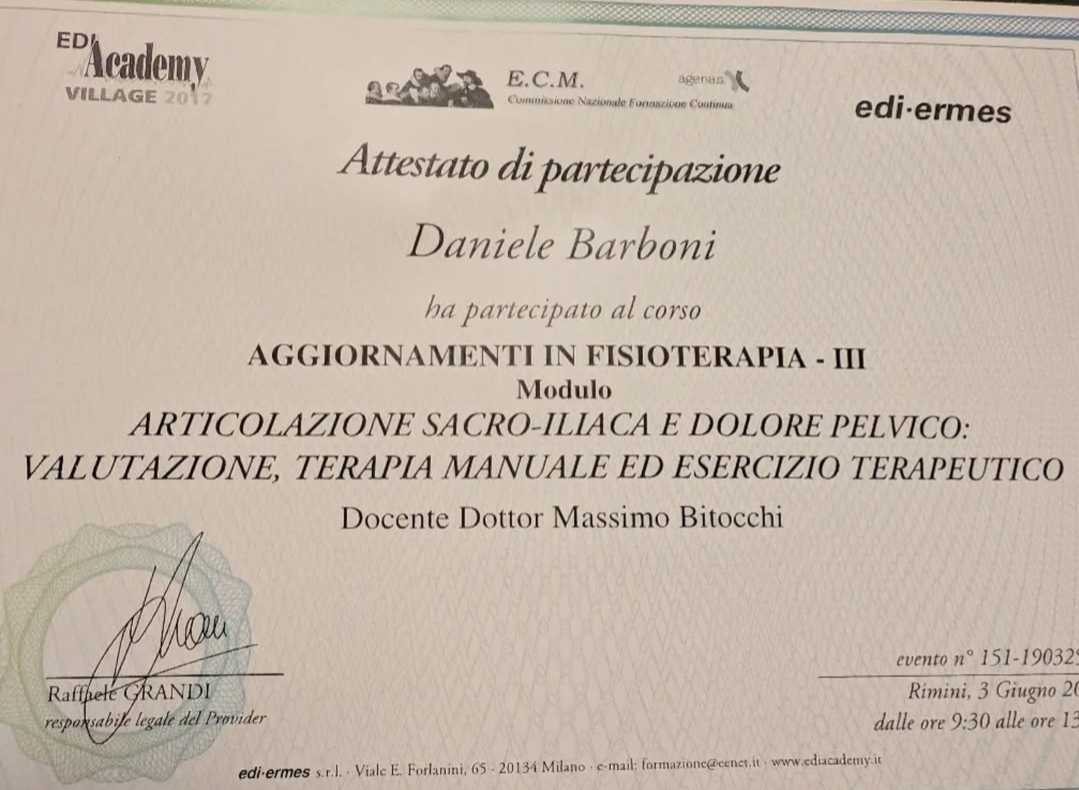 EDI Academy
VILLAGE 2017
E.C.M.
Commissione Nazionale Formazione Continua
agenas
edi·ermes
Attestato di partecipazione
Daniele Barboni
ha partecipato al corso
AGGIORNAMENTI IN FISIOTERAPIA - III
Modulo
ARTICOLAZIONE SACRO-ILIACA E DOLORE PELVICO:
VALUTAZIONE, TERAPIA MANUALE ED ESERCIZIO TERAPEUTICO
Docente Dottor Massimo Bitocchi
Raffaele GRANDI
responsabile legale del Provider
evento n° 151-190329
Rimini, 3 Giugno 20
dalle ore 9:30 alle ore 13
edi·ermes s.r.l. · Viale E. Forlanini, 65 - 20134 Milano · e-mail: formazione@eenet.it · www.ediacademy.it